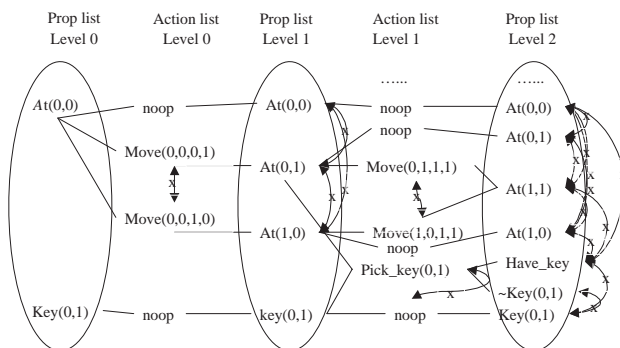 Prop list Action list Prop list Action list Prop list
Level 0 Level 0 Level 1 Level 1 Level 2
…... …...
At(0,0) noop At(0,0) noop At(0,0)
x x
noop At(0,1)
Move(0,0,0,1) x x
At(0,1) Move(0,1,1,1)
x x x x At(1,1) x x
x
Move(0,0,1,0) At(1,0) Move(1,0,1,1) At(1,0) x
noop
Pick_key(0,1) Have_key
x
x ~Key(0,1) x
Key(0,1) noop key(0,1) noop Key(0,1)